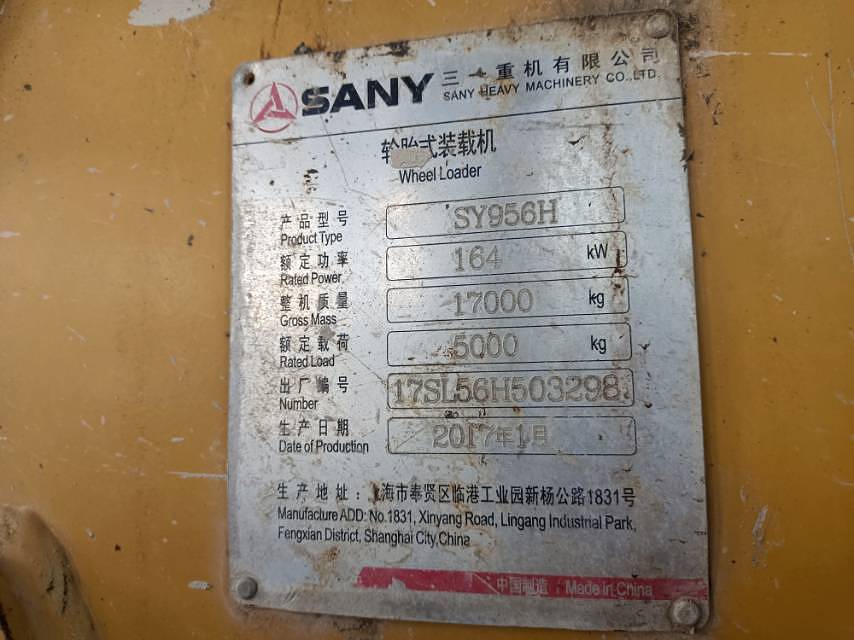 SANY 三一重机有限公司
SANY HEAVY MACHINERY CO.,LTD.
轮胎式装载机
Wheel Loader
产品型号 SY956H
Product Type
额定功率 164 kW
Rated Power
整机质量 17000 kg
Gross Mass
额定载荷 5000 kg
Rated Load
出厂编号 17SL56H503298
Number
生产日期 2017年1月
Date of Production
生产地址：上海市奉贤区临港工业园新杨公路1831号
Manufacture ADD: No.1831, Xinyang Road, Lingang Industrial Park,
Fengxian District, Shanghai City,China
中国制造 Made in China